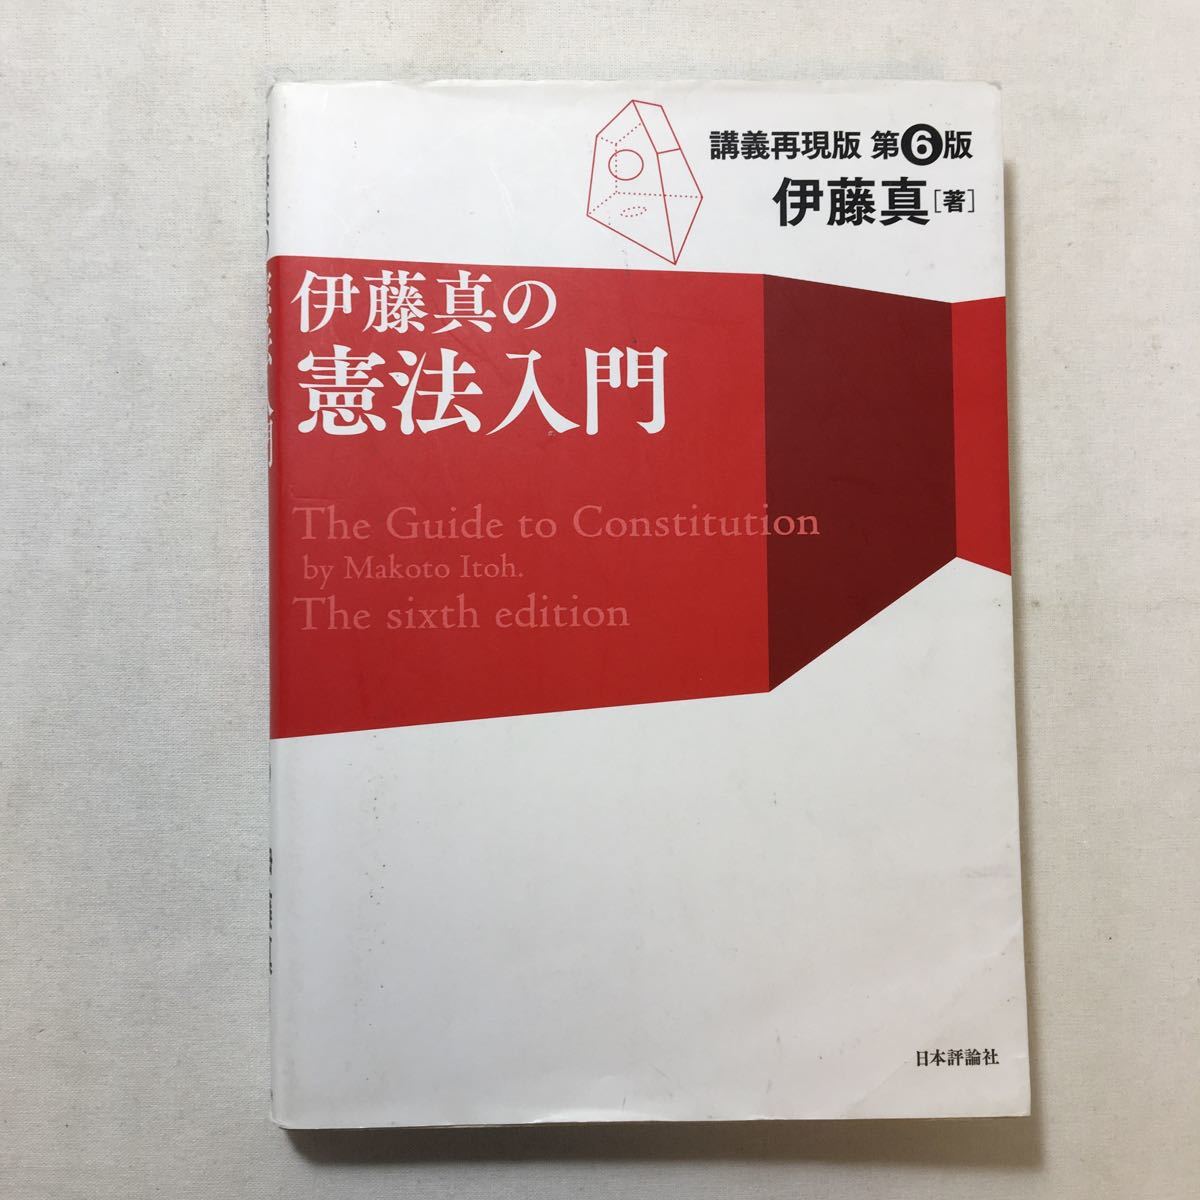 講義再現版 第6版
伊藤真[著]
伊藤真の
憲法入門
The Guide to Constitution
by Makoto Itoh.
The sixth edition
日本評論社